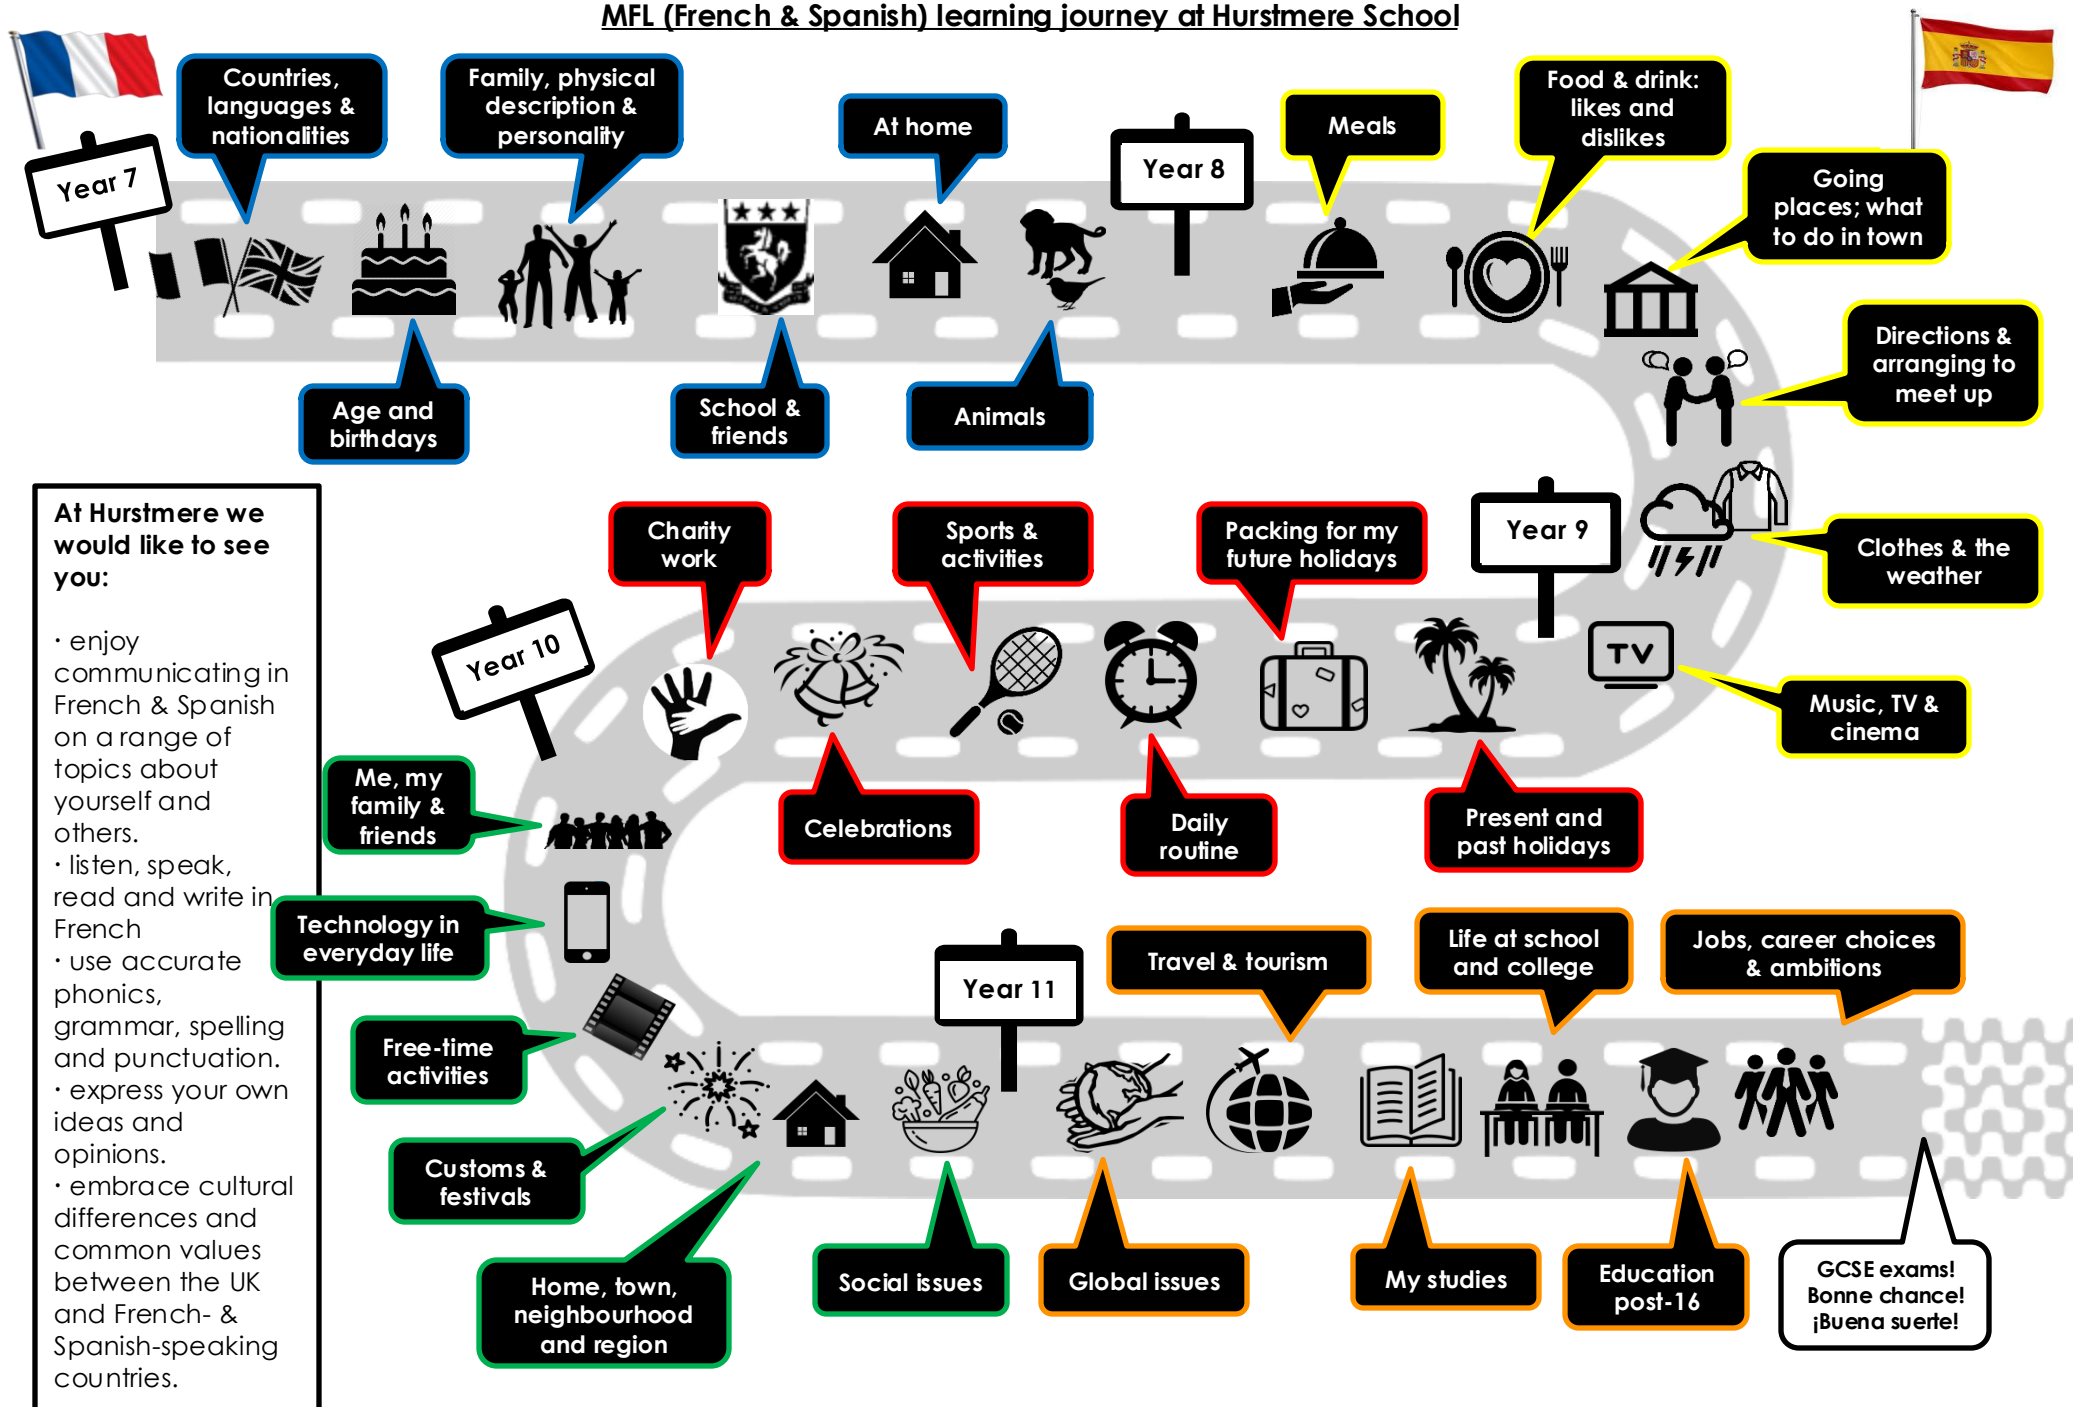 MFL (French & Spanish) learning journey at Hurstmere School
Year 7
Countries,
languages &
nationalities
Age and
birthdays
Family, physical
description &
personality
School &
friends
At home
Animals
Year 8
Meals
Food & drink:
likes and
dislikes
Going
places; what
to do in town
Directions &
arranging to
meet up
Clothes & the
weather
TV
Music, TV &
cinema
Year 9
Present and
past holidays
Packing for my
future holidays
Daily
routine
Sports &
activities
Celebrations
Charity
work
Year 10
Me, my
family &
friends
Technology in
everyday life
Free-time
activities
Customs &
festivals
Home, town,
neighbourhood
and region
Social issues
Year 11
Global issues
Travel & tourism
My studies
Life at school
and college
Education
post-16
Jobs, career choices
& ambitions
GCSE exams!
Bonne chance!
¡Buena suerte!
At Hurstmere we
would like to see
you:
· enjoy
communicating in
French & Spanish
on a range of
topics about
yourself and
others.
· listen, speak,
read and write in
French
· use accurate
phonics,
grammar, spelling
and punctuation.
· express your own
ideas and
opinions.
· embrace cultural
differences and
common values
between the UK
and French- &
Spanish-speaking
countries.